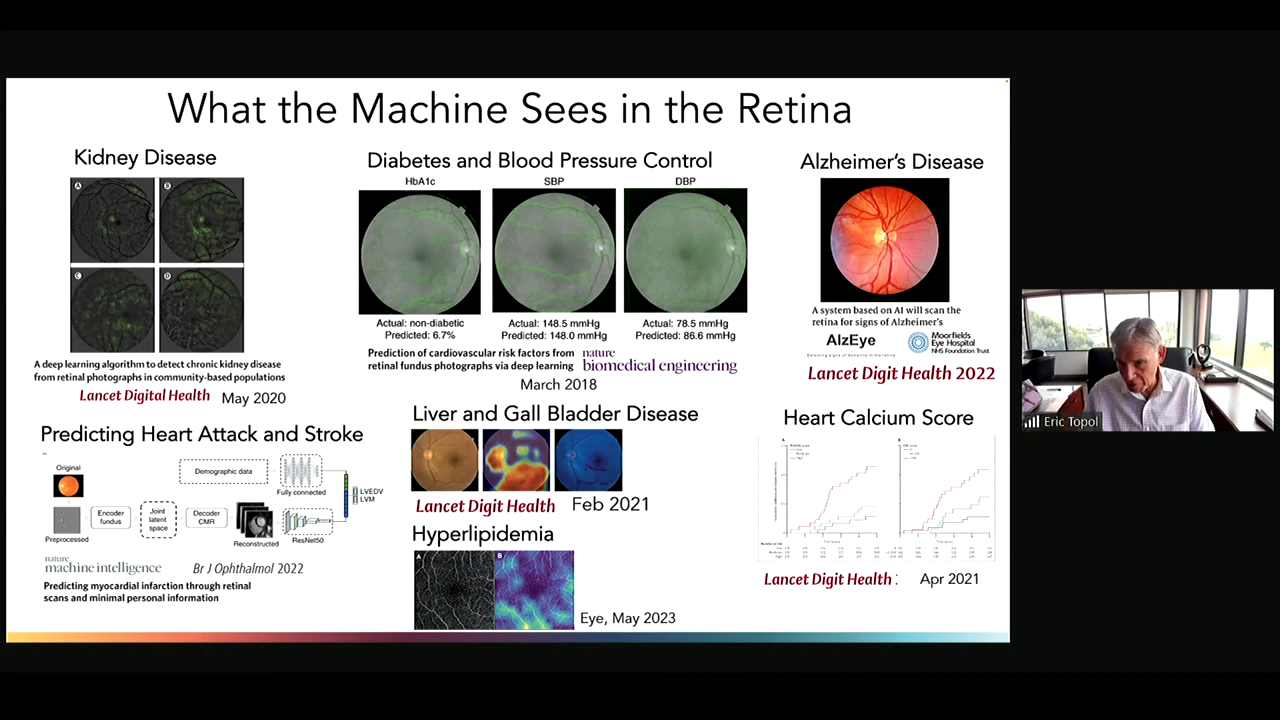 What the Machine Sees in the Retina
Kidney Disease
A
B
C
D
A deep learning algorithm to detect chronic kidney disease
from retinal photographs in community-based populations
Lancet Digital Health May 2020
Diabetes and Blood Pressure Control
HbA1c SBP DBP
Actual: non-diabetic
Predicted: 6.7%
Actual: 148.5 mmHg
Predicted: 148.0 mmHg
Actual: 78.5 mmHg
Predicted: 86.6 mmHg
Prediction of cardiovascular risk factors from
retinal fundus photographs via deep learning
nature
biomedical engineering
March 2018
Alzheimer's Disease
A system based on AI will scan the
retina for signs of Alzheimer's
AlzEye
Detecting signs of dementia in the retina
Moorfields
Eye Hospital
NHS Foundation Trust
Lancet Digit Health 2022
Predicting Heart Attack and Stroke
Original
Preprocessed
Encoder
fundus
Joint
latent
space
Decoder
CMR
Reconstructed
Demographic data
Fully connected
ResNet50
LVEDV
LVM
nature
machine intelligence
Br J Ophthalmol 2022
Predicting myocardial infarction through retinal
scans and minimal personal information
Liver and Gall Bladder Disease
Lancet Digit Health Feb 2021
Hyperlipidemia
A
B
Eye, May 2023
Heart Calcium Score
A
B
Lancet Digit Health : Apr 2021
Eric Topol